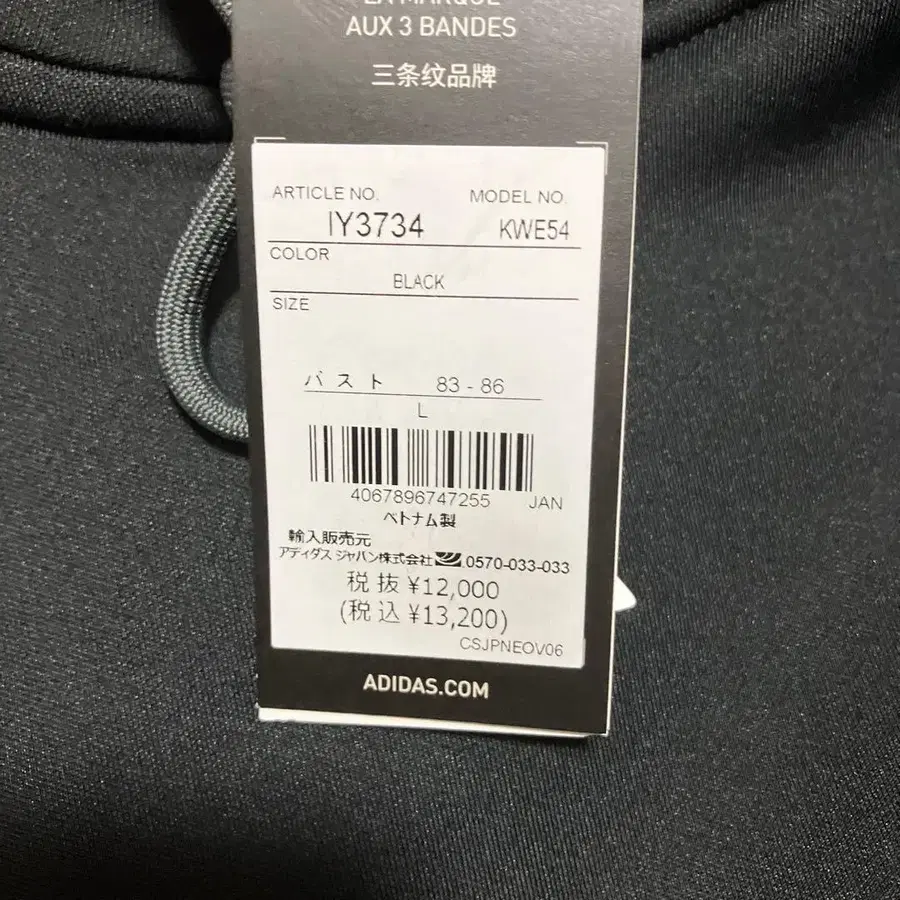 LA MARQUE
AUX 3 BANDES
三条纹品牌
ARTICLE NO. MODEL NO.
IY3734 KWE54
COLOR
BLACK
SIZE
バスト 83 - 86
L
4067896747255 JAN
ベトナム製
輸入販売元
アディダス ジャパン株式会社 0570-033-033
税抜 ¥12,000
(税込 ¥13,200)
CSJPNEOV06
ADIDAS.COM